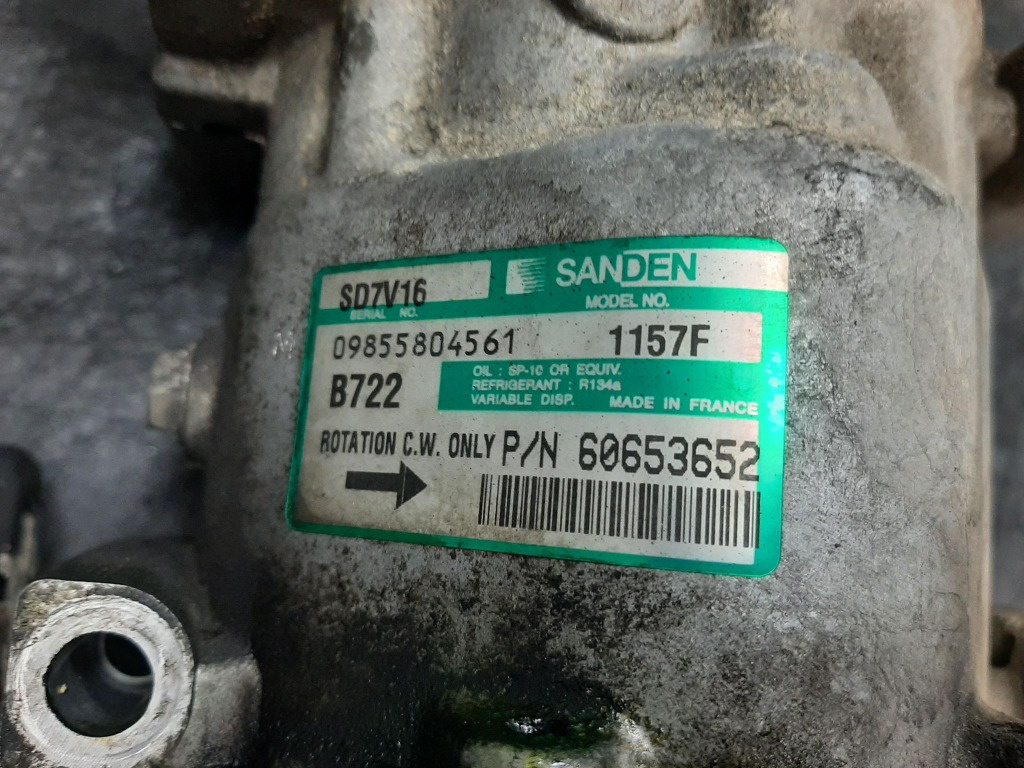 SD7V16 SANDEN
SERIAL NO. MODEL NO.
09855804561 1157F
B722 OIL : SP-10 OR EQUIV.
REFRIGERANT : R134a
VARIABLE DISP. MADE IN FRANCE
ROTATION C.W. ONLY P/N 60653652